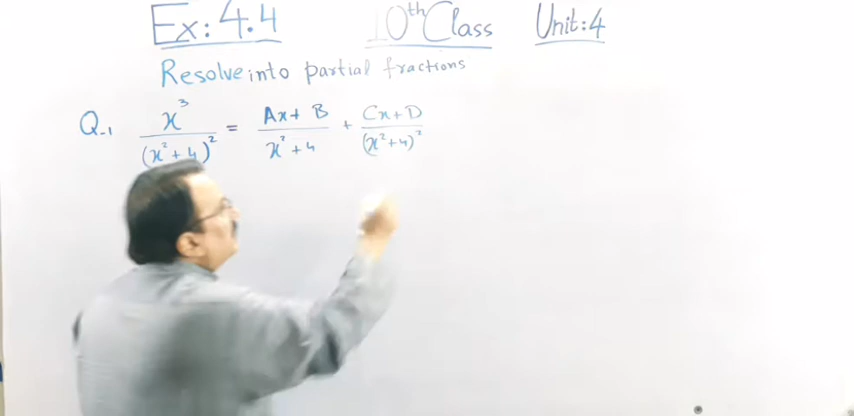 Ex: 4.4 10th Class Unit: 4
Resolve into partial fractions
Q-1 x³/(x²+4)² = Ax+B/x²+4 + Cx+D/(x²+4)²